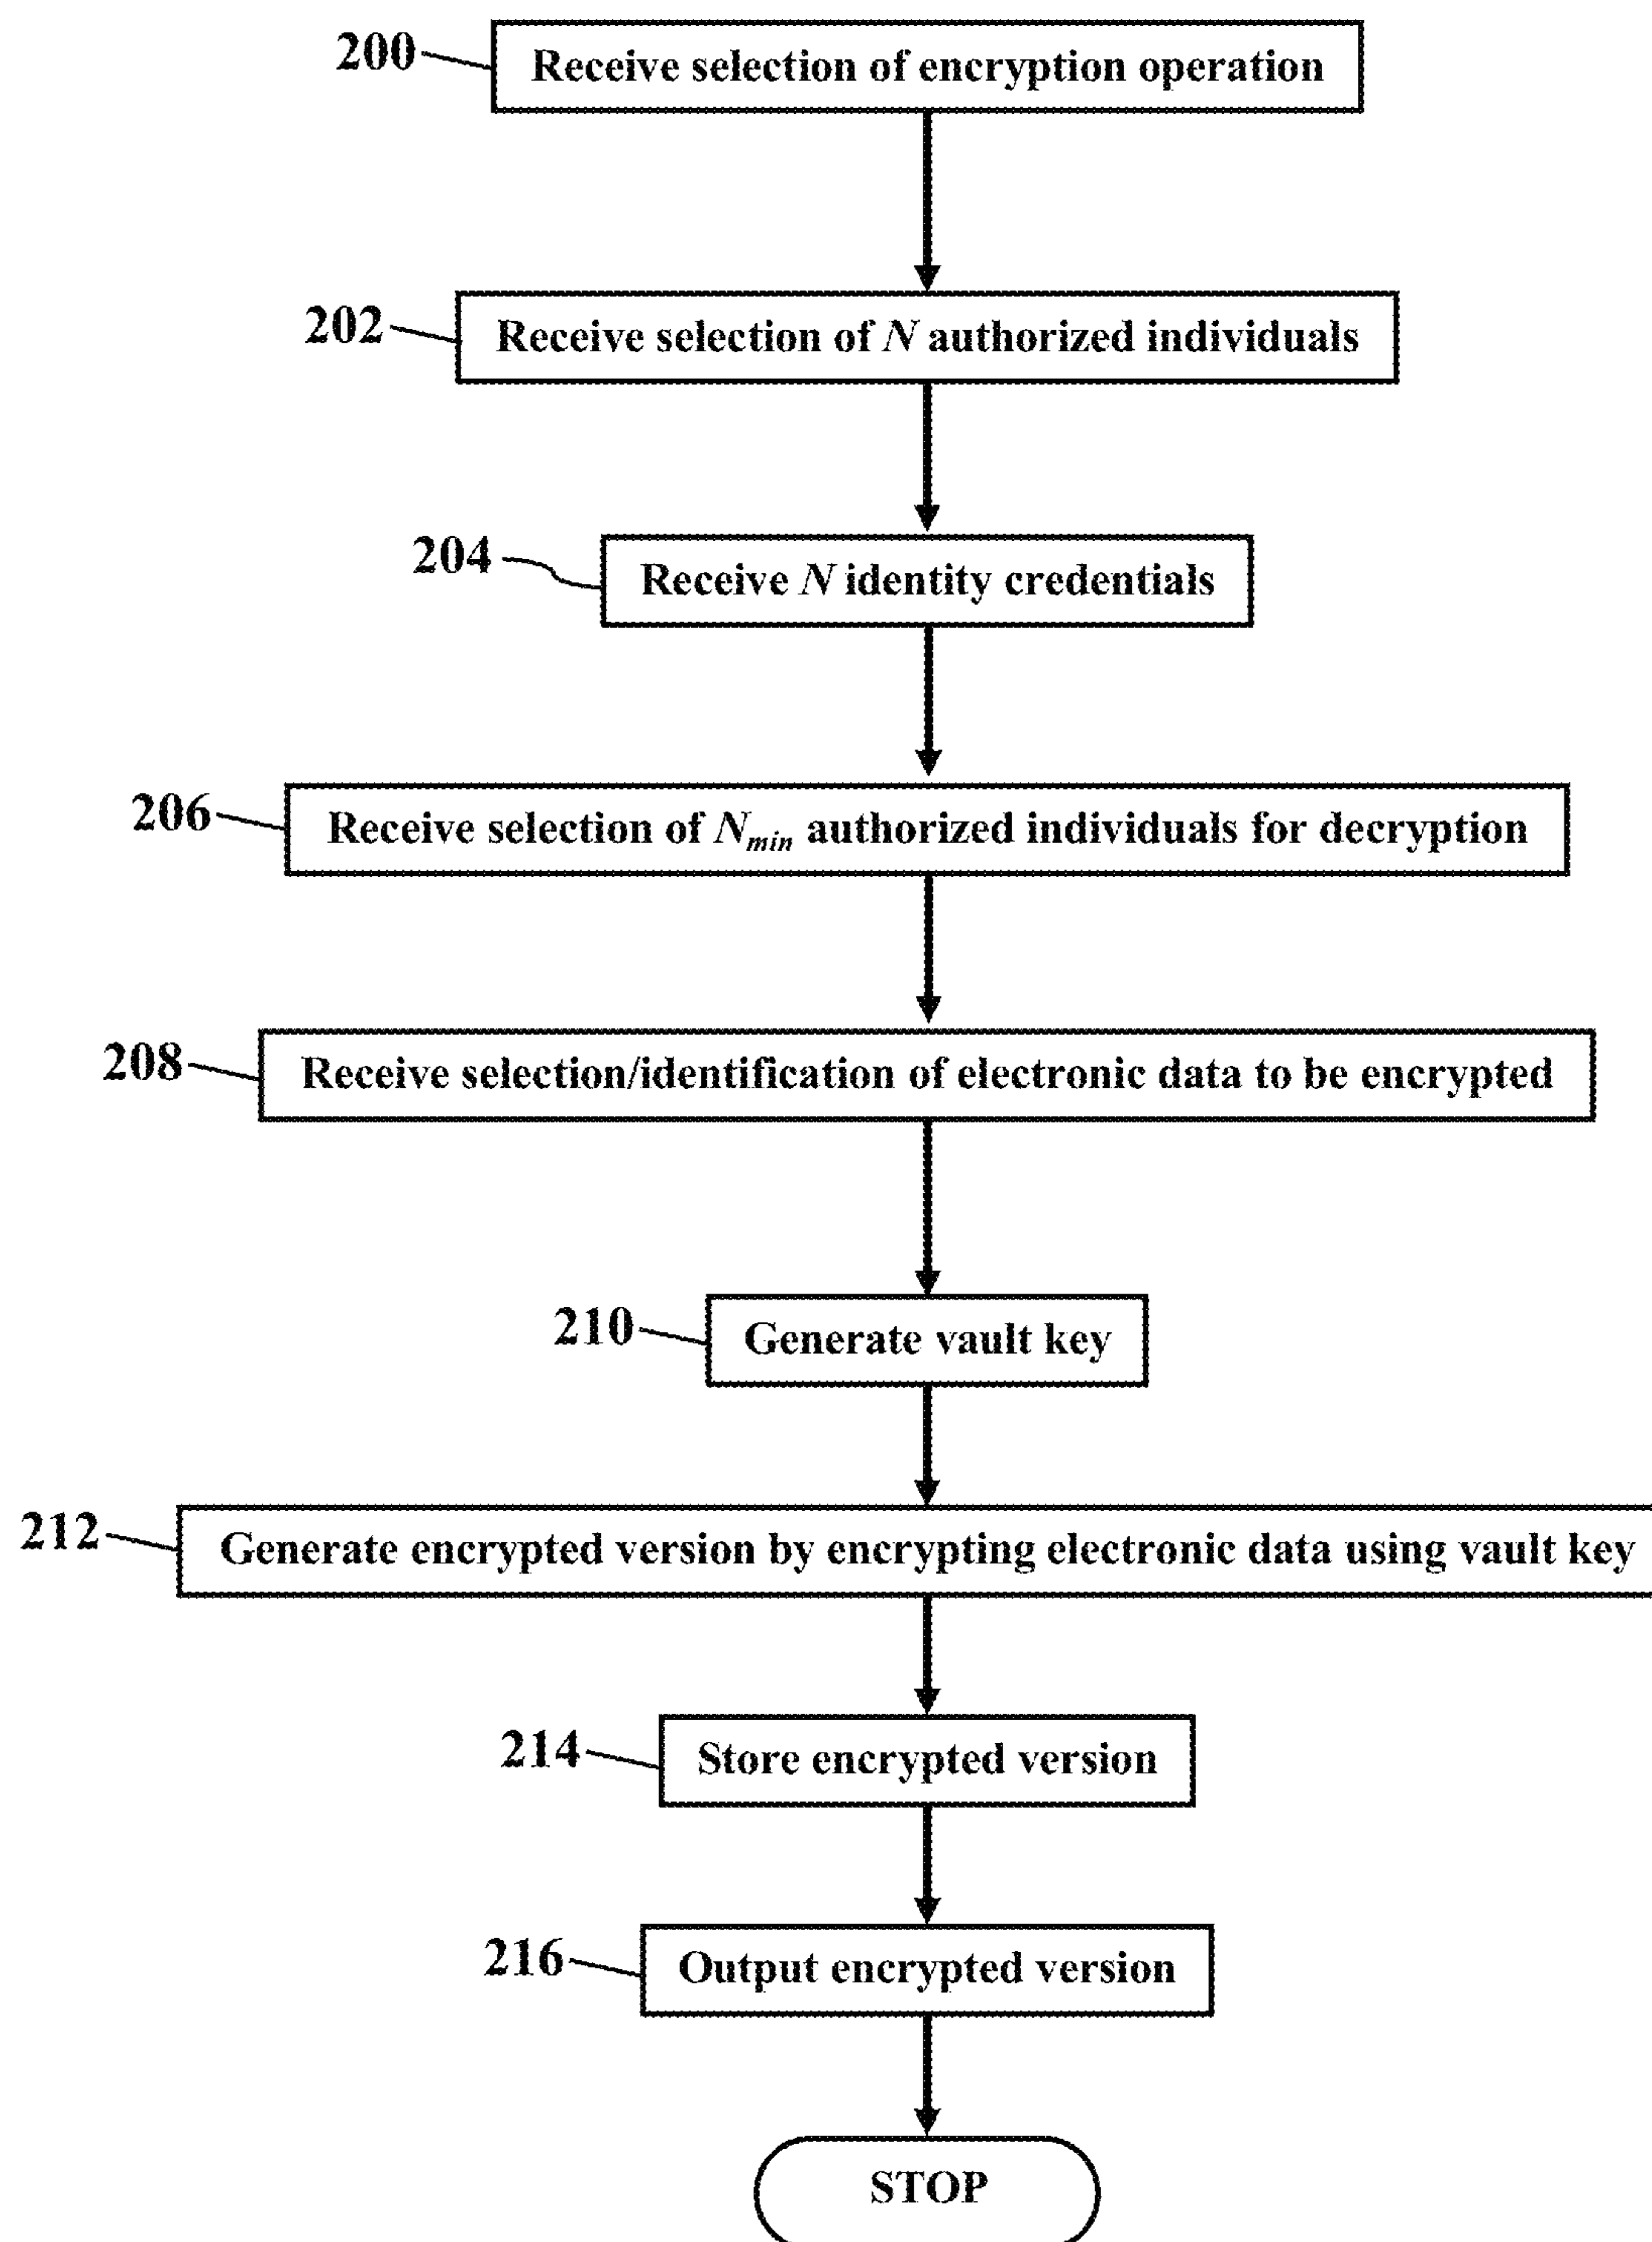 200 Receive selection of encryption operation
202 Receive selection of N authorized individuals
204 Receive N identity credentials
206 Receive selection of Nmin authorized individuals for decryption
208 Receive selection/identification of electronic data to be encrypted
210 Generate vault key
212 Generate encrypted version by encrypting electronic data using vault key
214 Store encrypted version
216 Output encrypted version
STOP